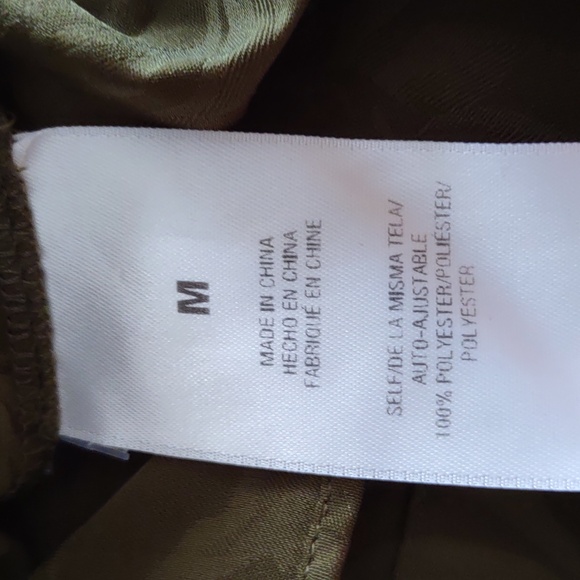 M
MADE IN CHINA
HECHO EN CHINA
FABRIQUÉ EN CHINE
SELF/DE LA MISMA TELA/
AUTO-AJUSTABLE
100% POLYESTER/POLIÉSTER/
POLYESTER